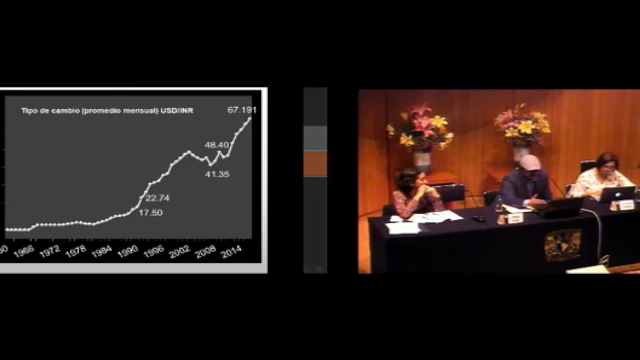 Tipo de cambio (promedio mensual) USD/INR
67.191
48.40
41.35
22.74
17.50
1966 1972 1978 1984 1990 1996 2002 2008 2014